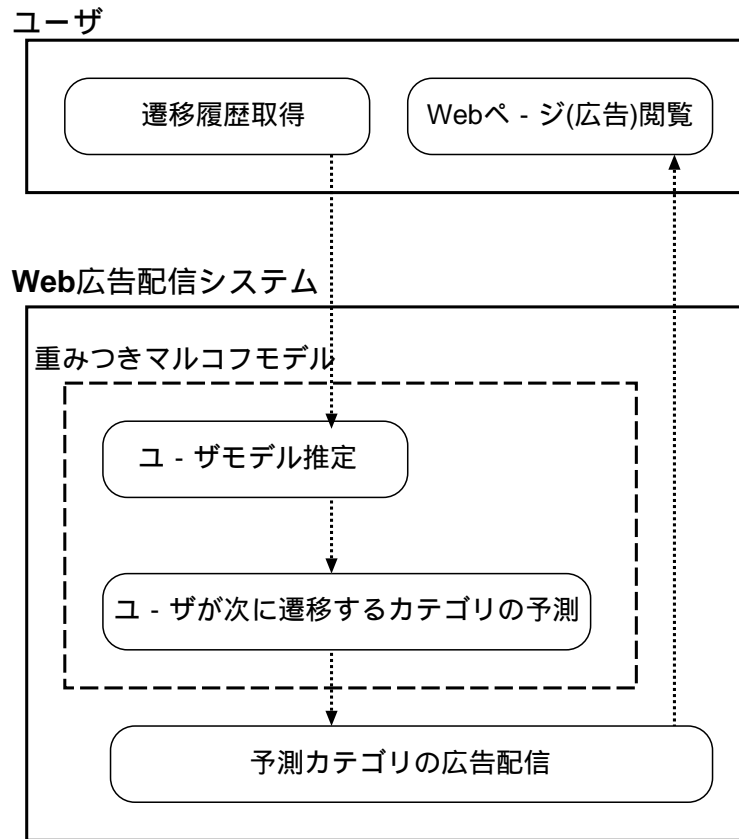 ユーザ
遷移履歴取得
Webペ - ジ(広告)閲覧
Web広告配信システム
重みつきマルコフモデル
ユ - ザモデル推定
ユ - ザが次に遷移するカテゴリの予測
予測カテゴリの広告配信